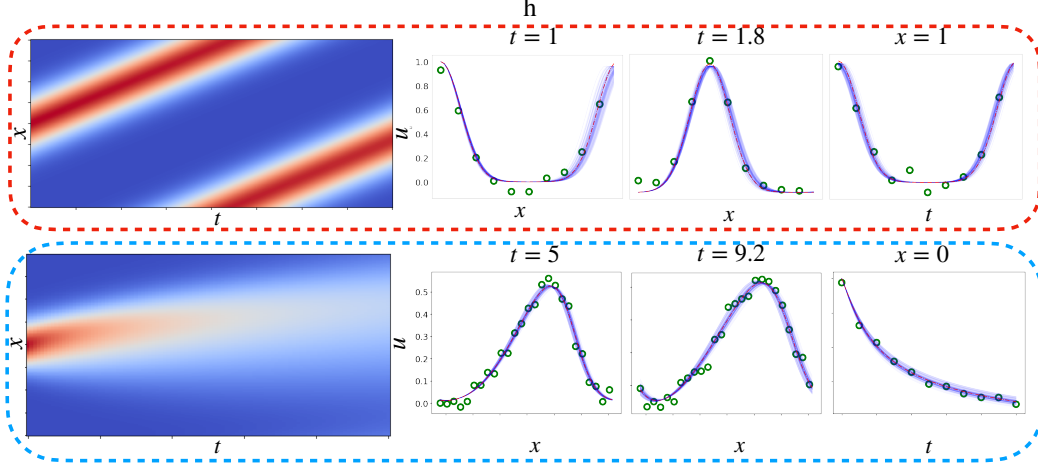 h
t = 1
t = 1.8
x = 1
x
t
u
1.0
0.8
0.6
0.4
0.2
0.0
x
x
t
t = 5
t = 9.2
x = 0
x
t
u
0.5
0.4
0.3
0.2
0.1
0.0
x
x
t